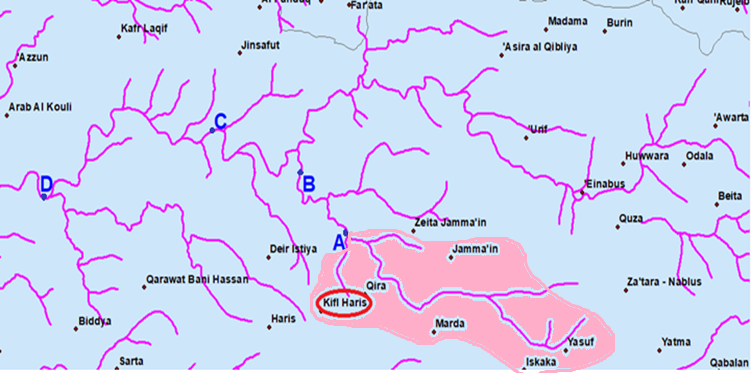 Far'ata
Kafr Laqif
Madama
Burin
Jinsafut
'Asira al Qibliya
'Azzun
Arab Al Kouli
C
'Urif
'Awarta
Huwwara
Odala
D
B
'Einabus
Beita
Zeita Jamma'in
Quza
A
Deir Istiya
Jamma'in
Qarawat Bani Hassan
Qira
Za'tara - Nablus
Kifl Haris
Biddya
Haris
Marda
Yasuf
Yatma
Sarta
Iskaka
Qabalan